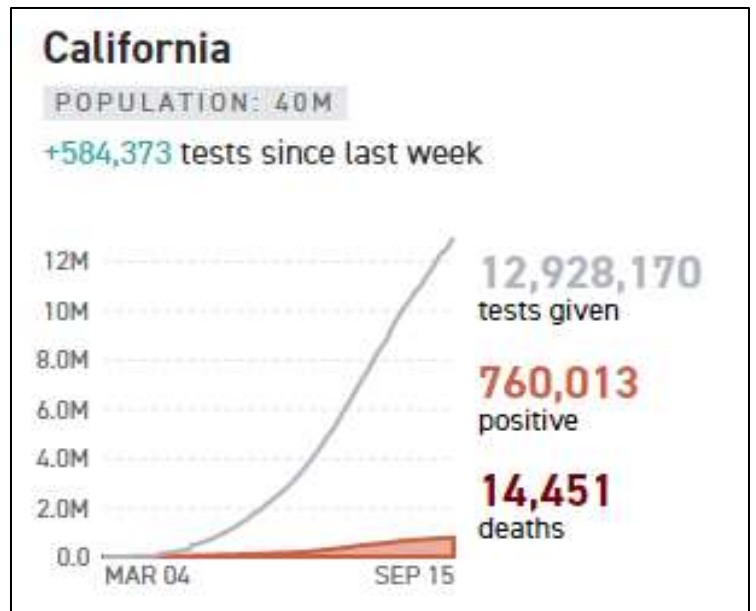 California
POPULATION: 40M
+584,373 tests since last week
12M
10M
8.0M
6.0M
4.0M
2.0M
0.0
MAR 04
SEP 15
12,928,170
tests given
760,013
positive
14,451
deaths